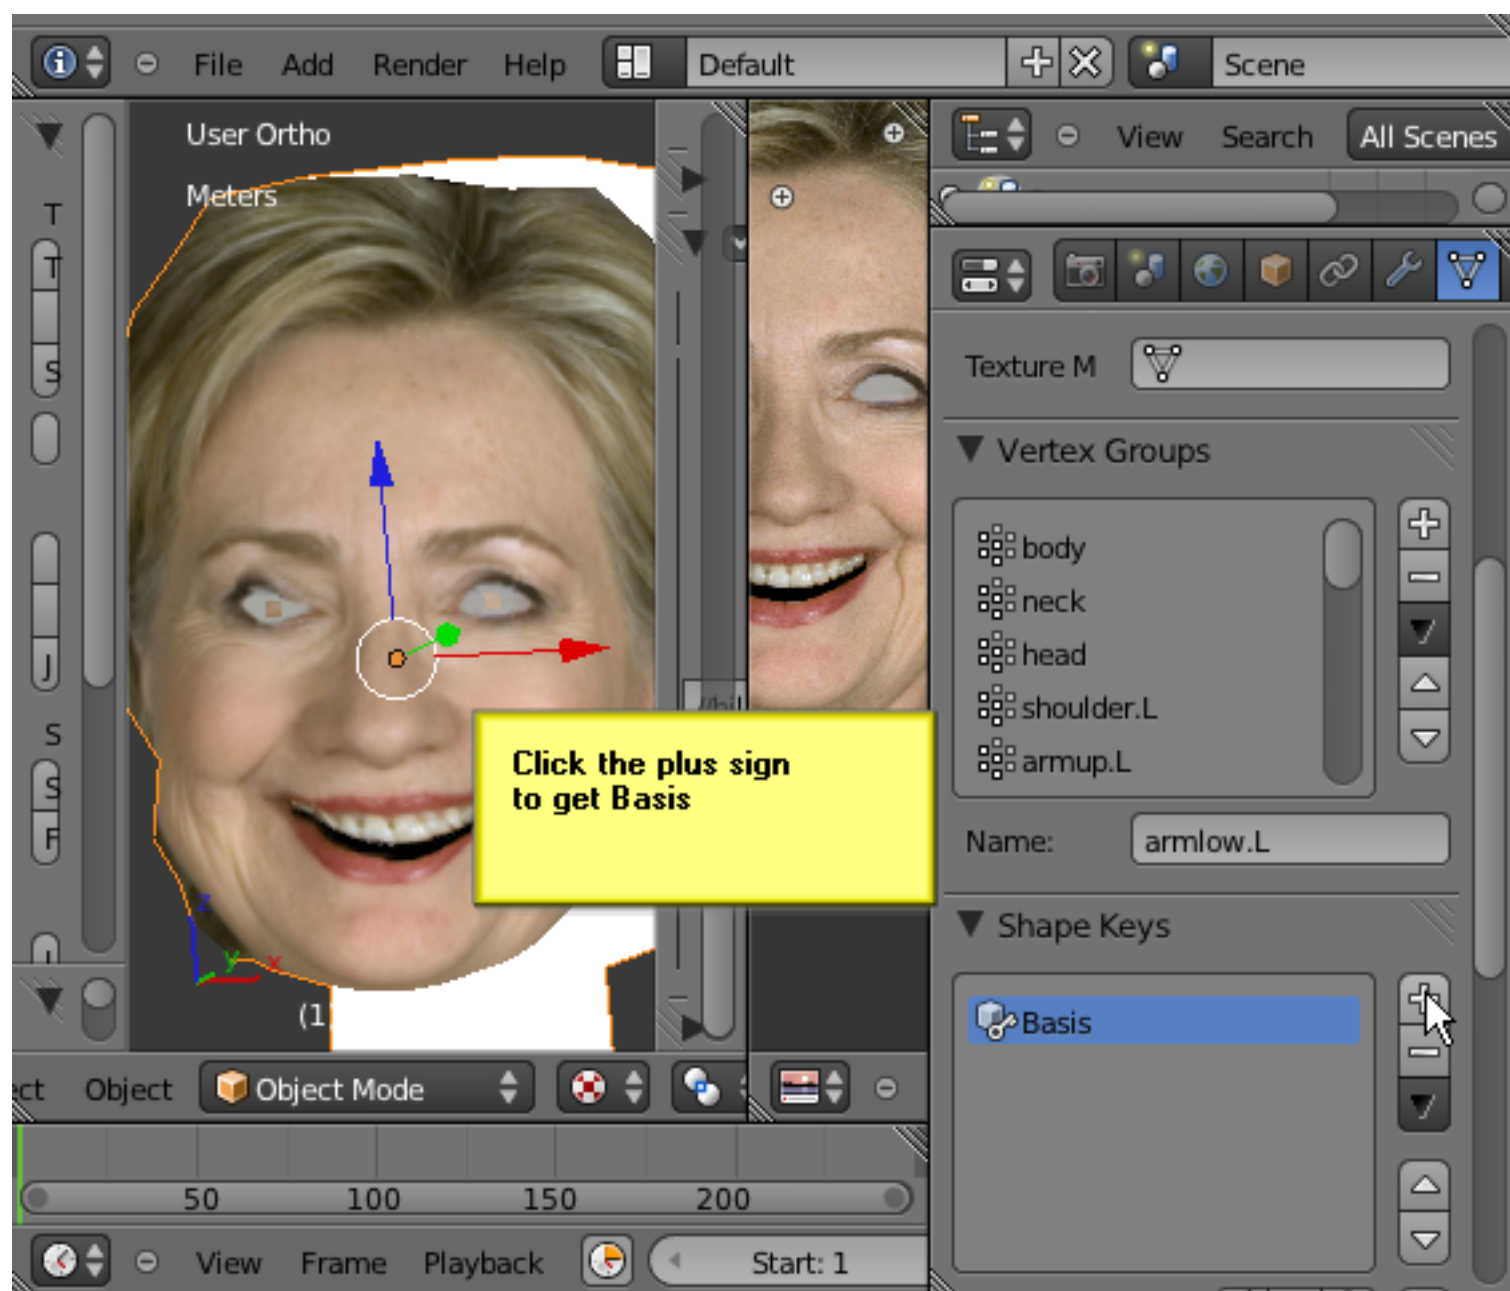 File Add Render Help Default Scene
User Ortho
Meters
View Search All Scenes
T
T
S
J
S
S
F
Texture M
Vertex Groups
body
neck
head
shoulder.L
armup.L
Name: armlow.L
Click the plus sign
to get Basis
Shape Keys
Basis
z
y x
(1
Object Object Mode
50 100 150 200
View Frame Playback Start: 1